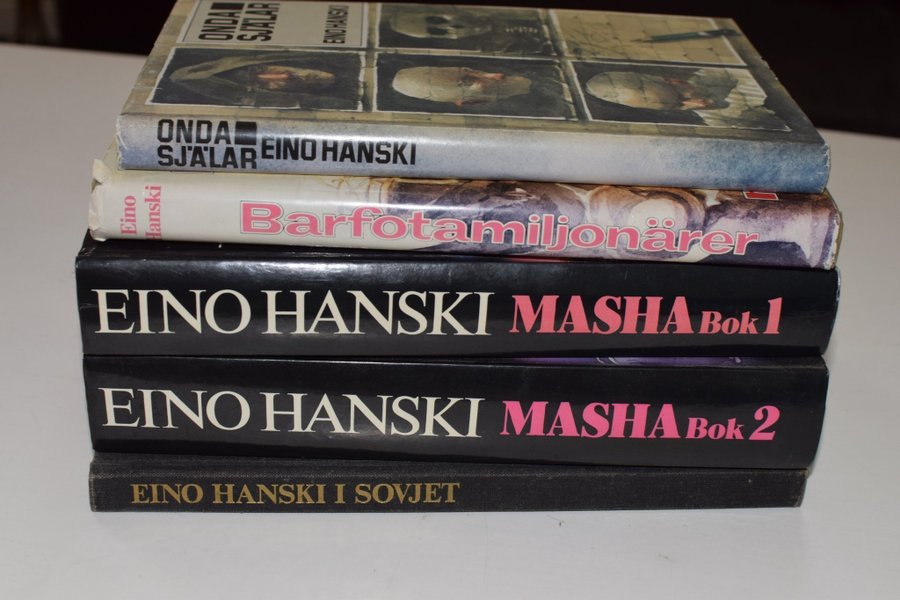 ONDA
SJÄLAR
EINO HANSKI
ONDA
SJÄLAR
EINO HANSKI
Eino
Hanski
Barfotamiljonärer
EINO HANSKI MASHA Bok 1
EINO HANSKI MASHA Bok 2
EINO HANSKI I SOVJET